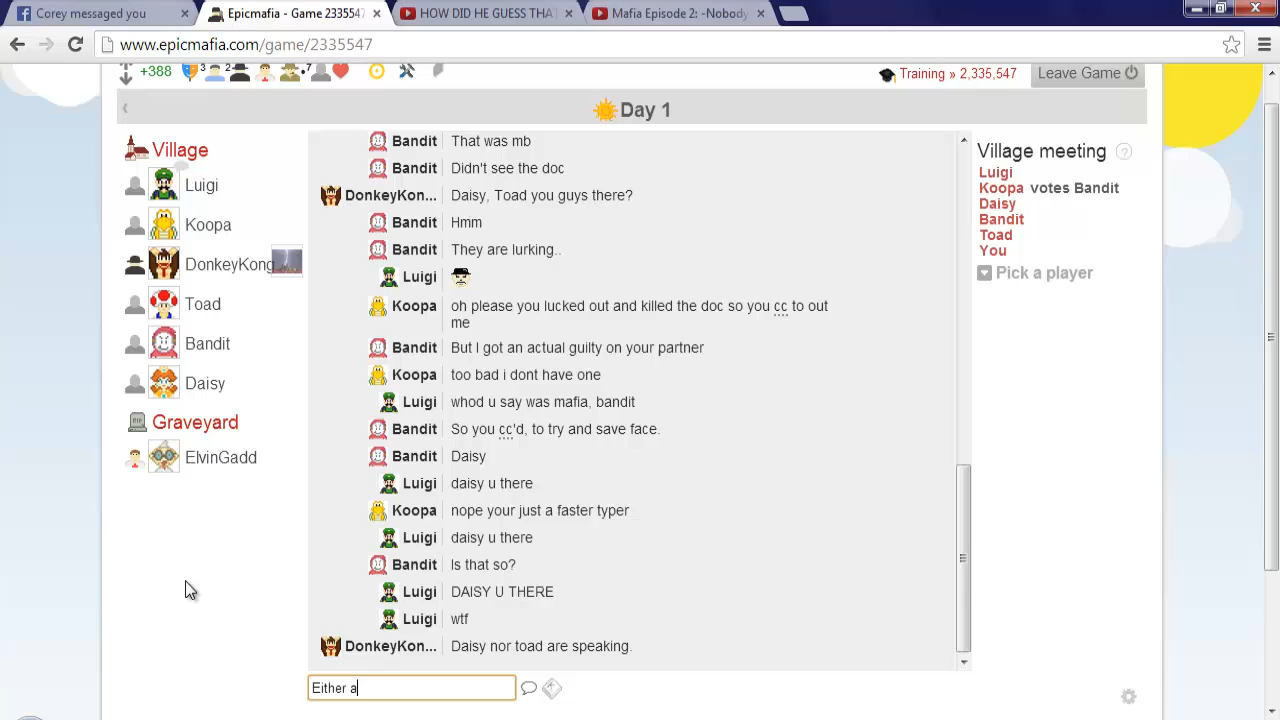 Corey messaged you
Epicmafia - Game 2335547
HOW DID HE GUESS THA
Mafia Episode 2: -Nobody
www.epicmafia.com/game/2335547
+388
3
2
•7
Training » 2,335,547
Leave Game
Day 1
Village
Luigi
Koopa
DonkeyKong
Toad
Bandit
Daisy
Graveyard
ElvinGadd
Bandit That was mb
Bandit Didn't see the doc
DonkeyKon... Daisy, Toad you guys there?
Bandit Hmm
Bandit They are lurking..
Luigi
Koopa oh please you lucked out and killed the doc so you cc to out
me
Bandit But I got an actual guilty on your partner
Koopa too bad i dont have one
Luigi whod u say was mafia, bandit
Bandit So you cc'd, to try and save face.
Bandit Daisy
Luigi daisy u there
Koopa nope your just a faster typer
Luigi daisy u there
Bandit Is that so?
Luigi DAISY U THERE
Luigi wtf
DonkeyKon... Daisy nor toad are speaking.
Either a
Village meeting ?
Luigi
Koopa votes Bandit
Daisy
Bandit
Toad
You
Pick a player